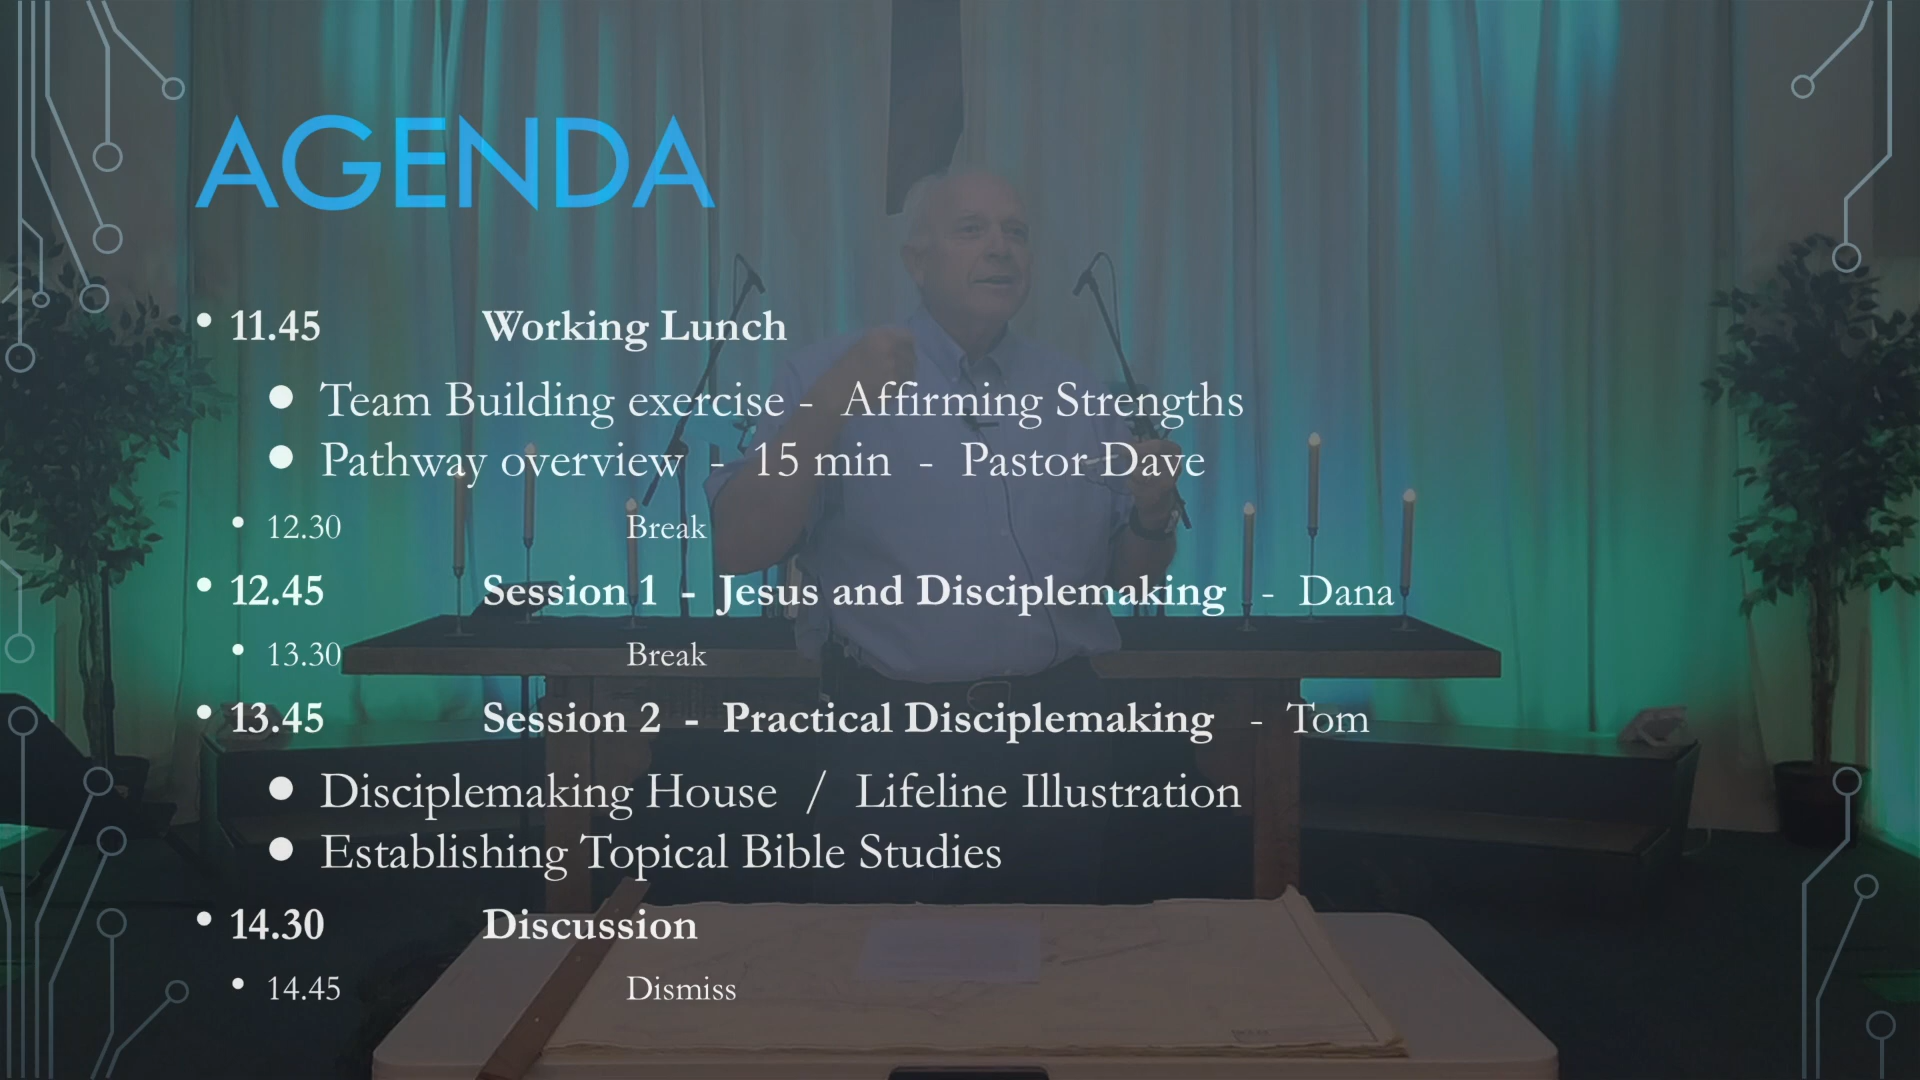 AGENDA
• 11.45 Working Lunch
● Team Building exercise - Affirming Strengths
● Pathway overview - 15 min - Pastor Dave
• 12.30 Break
• 12.45 Session 1 - Jesus and Disciplemaking - Dana
• 13.30 Break
• 13.45 Session 2 - Practical Disciplemaking - Tom
● Disciplemaking House / Lifeline Illustration
● Establishing Topical Bible Studies
• 14.30 Discussion
• 14.45 Dismiss